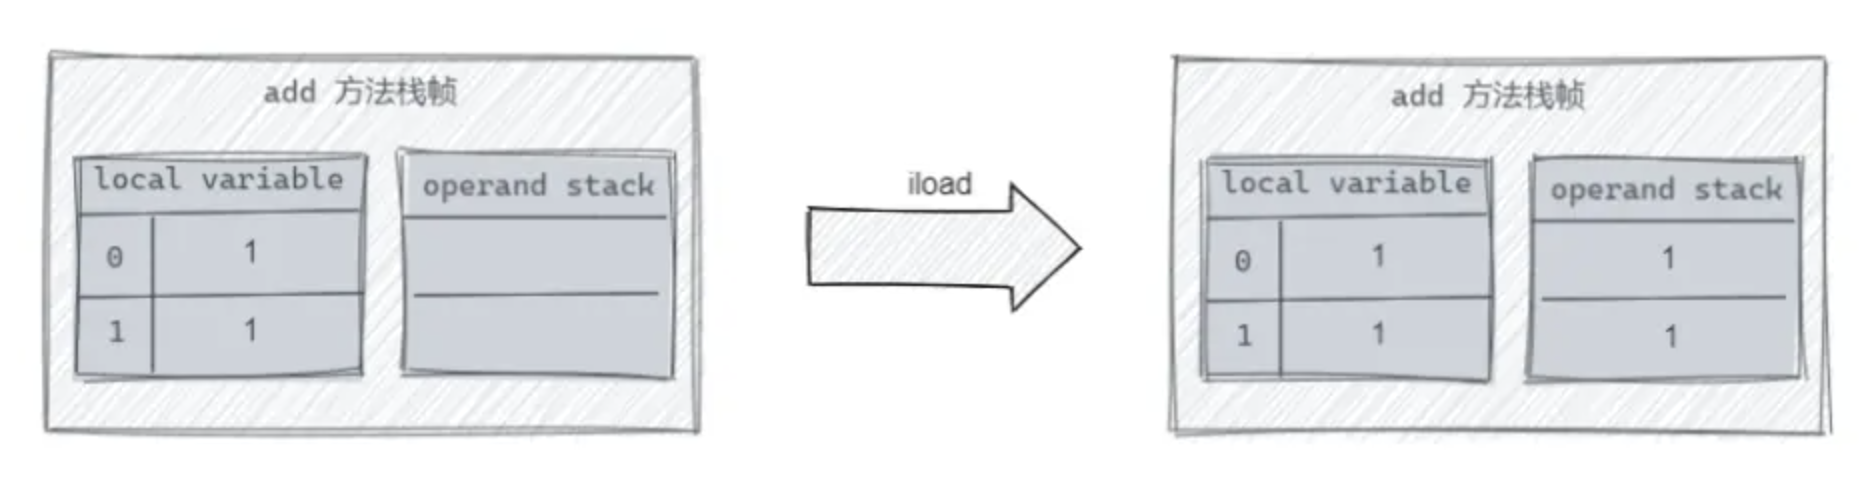 add 方法栈帧
local variable
operand stack
0 1
1 1
iload
add 方法栈帧
local variable
operand stack
0 1 1
1 1 1